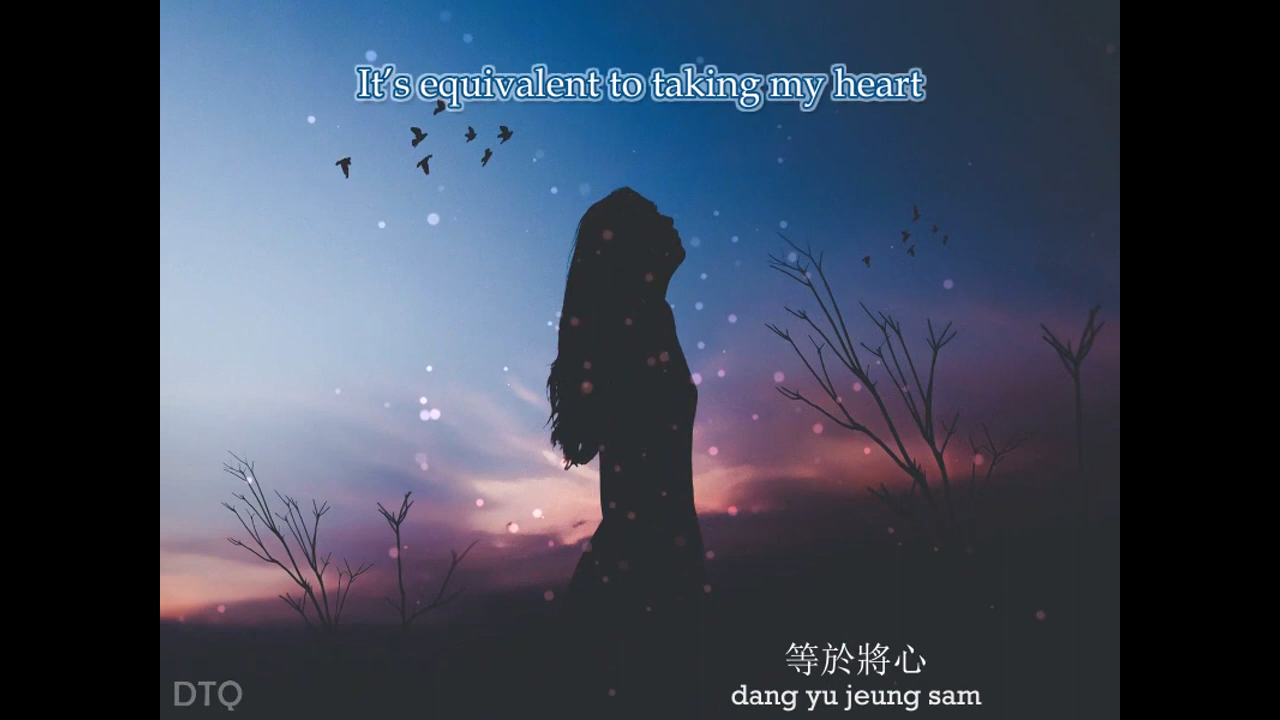 It's equivalent to taking my heart
等於將心
dang yu jeung sam
DTQ